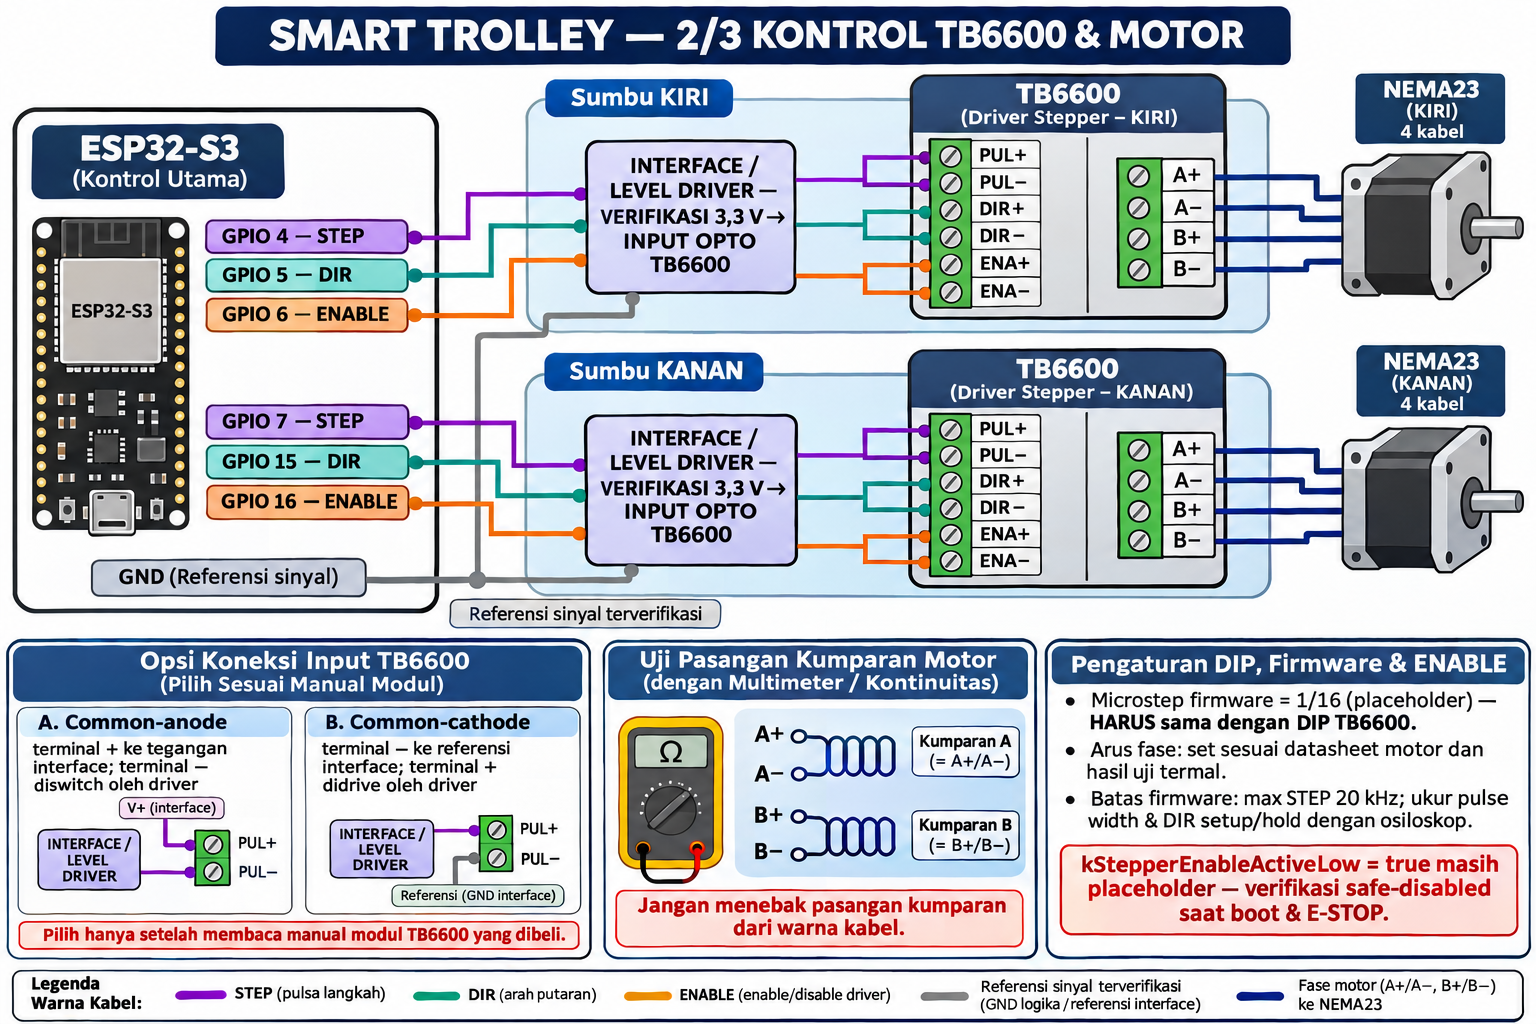 SMART TROLLEY — 2/3 KONTROL TB6600 & MOTOR
ESP32-S3
(Kontrol Utama)
ESP32-S3
GPIO 4 — STEP
GPIO 5 — DIR
GPIO 6 — ENABLE
GPIO 7 — STEP
GPIO 15 — DIR
GPIO 16 — ENABLE
GND (Referensi sinyal)
Referensi sinyal terverifikasi
Sumbu KIRI
INTERFACE /
LEVEL DRIVER —
VERIFIKASI 3,3 V→
INPUT OPTO
TB6600
TB6600
(Driver Stepper – KIRI)
PUL+
PUL−
DIR+
DIR−
ENA+
ENA−
A+
A−
B+
B−
NEMA23
(KIRI)
4 kabel
Sumbu KANAN
INTERFACE /
LEVEL DRIVER —
VERIFIKASI 3,3 V→
INPUT OPTO
TB6600
TB6600
(Driver Stepper – KANAN)
PUL+
PUL−
DIR+
DIR−
ENA+
ENA−
A+
A−
B+
B−
NEMA23
(KANAN)
4 kabel
Opsi Koneksi Input TB6600
(Pilih Sesuai Manual Modul)
A. Common-anode
terminal + ke tegangan
interface; terminal −
diswitch oleh driver
V+ (interface)
INTERFACE /
LEVEL
DRIVER
PUL+
PUL−
B. Common-cathode
terminal − ke referensi
interface; terminal +
didrive oleh driver
INTERFACE /
LEVEL
DRIVER
PUL+
PUL−
Referensi (GND interface)
Pilih hanya setelah membaca manual modul TB6600 yang dibeli.
Uji Pasangan Kumparan Motor
(dengan Multimeter / Kontinuitas)
Ω
A+
A−
Kumparan A
(= A+/A−)
B+
B−
Kumparan B
(= B+/B−)
Jangan menebak pasangan kumparan
dari warna kabel.
Pengaturan DIP, Firmware & ENABLE
• Microstep firmware = 1/16 (placeholder) —
HARUS sama dengan DIP TB6600.
• Arus fase: set sesuai datasheet motor dan
hasil uji termal.
• Batas firmware: max STEP 20 kHz; ukur pulse
width & DIR setup/hold dengan osiloskop.
kStepperEnableActiveLow = true masih
placeholder — verifikasi safe-disabled
saat boot & E-STOP.
Legenda
Warna Kabel:
STEP (pulsa langkah)
DIR (arah putaran)
ENABLE (enable/disable driver)
Referensi sinyal terverifikasi
(GND logika / referensi interface)
Fase motor (A+/A−, B+/B−)
ke NEMA23